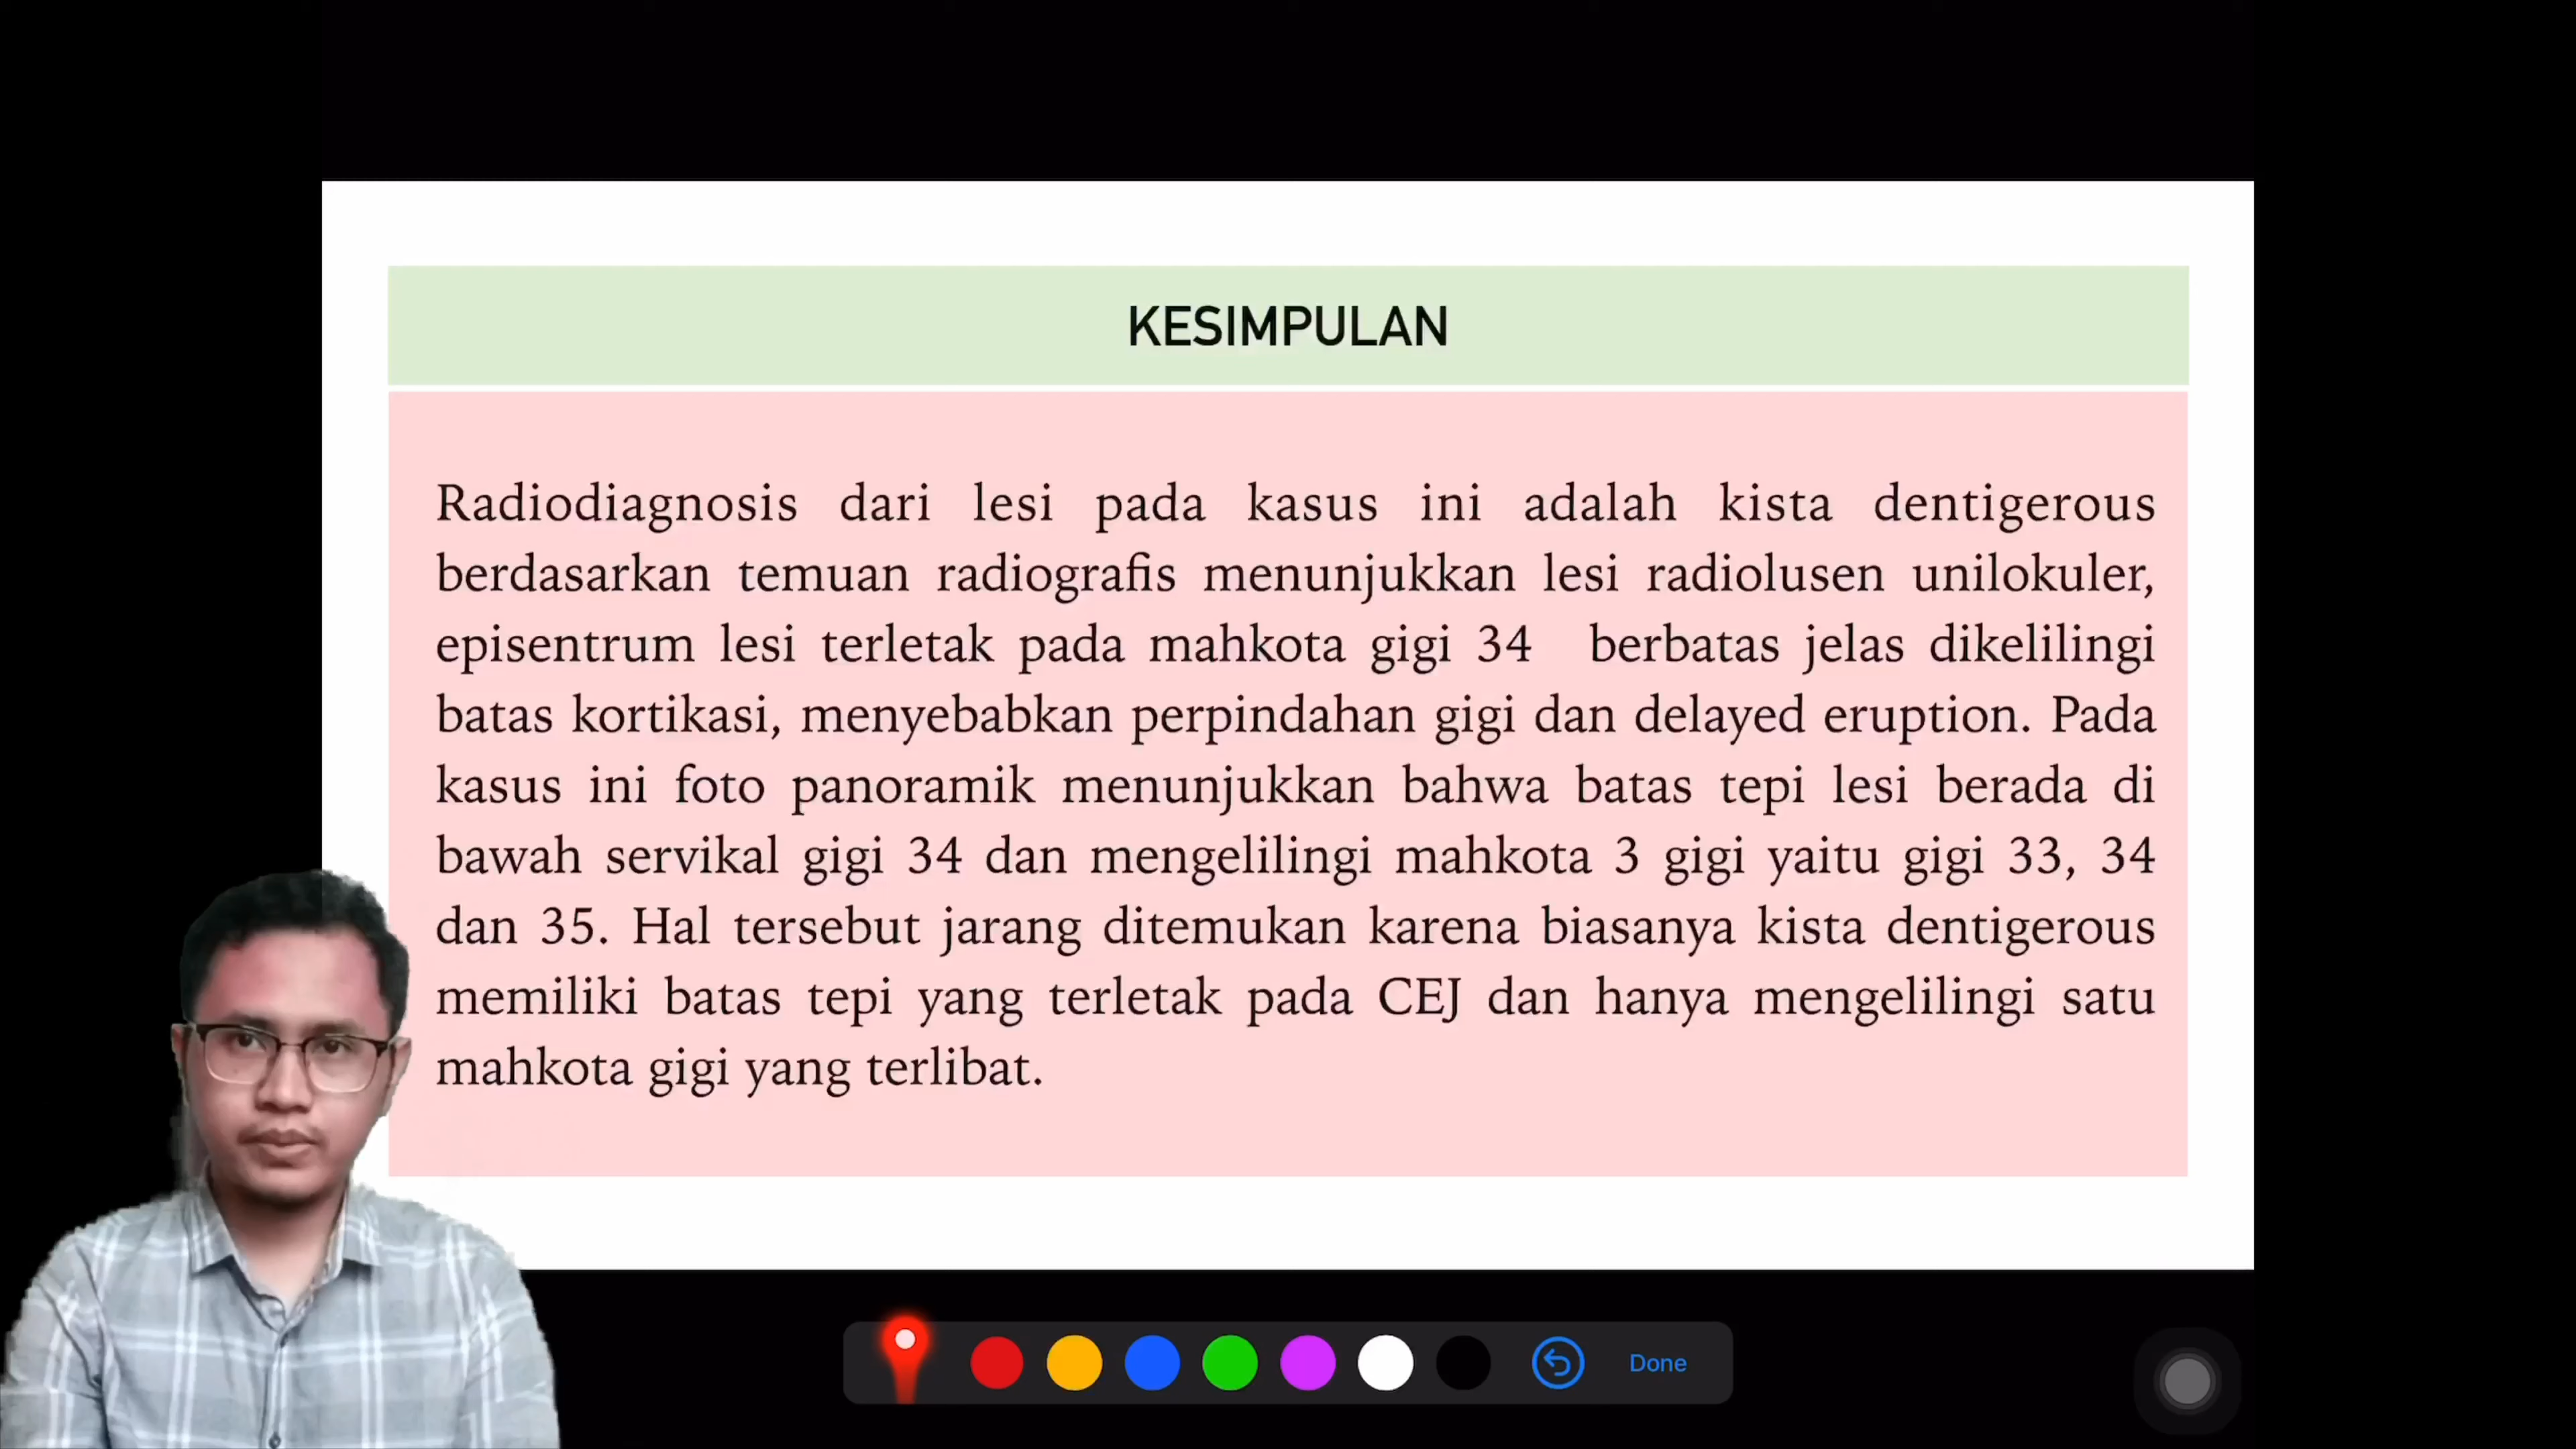 KESIMPULAN
Radiodiagnosis dari lesi pada kasus ini adalah kista dentigerous
berdasarkan temuan radiografis menunjukkan lesi radiolusen unilokuler,
episentrum lesi terletak pada mahkota gigi 34 berbatas jelas dikelilingi
batas kortikasi, menyebabkan perpindahan gigi dan delayed eruption. Pada
kasus ini foto panoramik menunjukkan bahwa batas tepi lesi berada di
bawah servikal gigi 34 dan mengelilingi mahkota 3 gigi yaitu gigi 33, 34
dan 35. Hal tersebut jarang ditemukan karena biasanya kista dentigerous
memiliki batas tepi yang terletak pada CEJ dan hanya mengelilingi satu
mahkota gigi yang terlibat.
Done